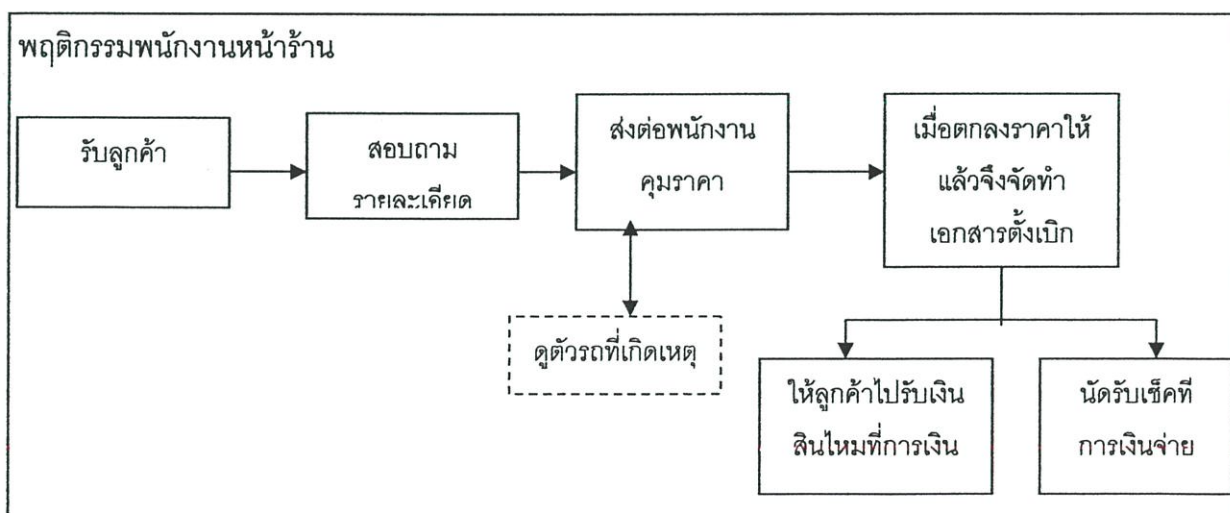 พฤติกรรมพนักงานหน้าร้าน
รับลูกค้า
สอบถาม
รายละเอียด
ส่งต่อพนักงาน
คุมราคา
เมื่อตกลงราคาให้
แล้วจึงจัดทำ
เอกสารตั้งเบิก
ดูตัวรถที่เกิดเหตุ
ให้ลูกค้าไปรับเงิน
สินไหมที่การเงิน
นัดรับเช็คที่
การเงินจ่าย